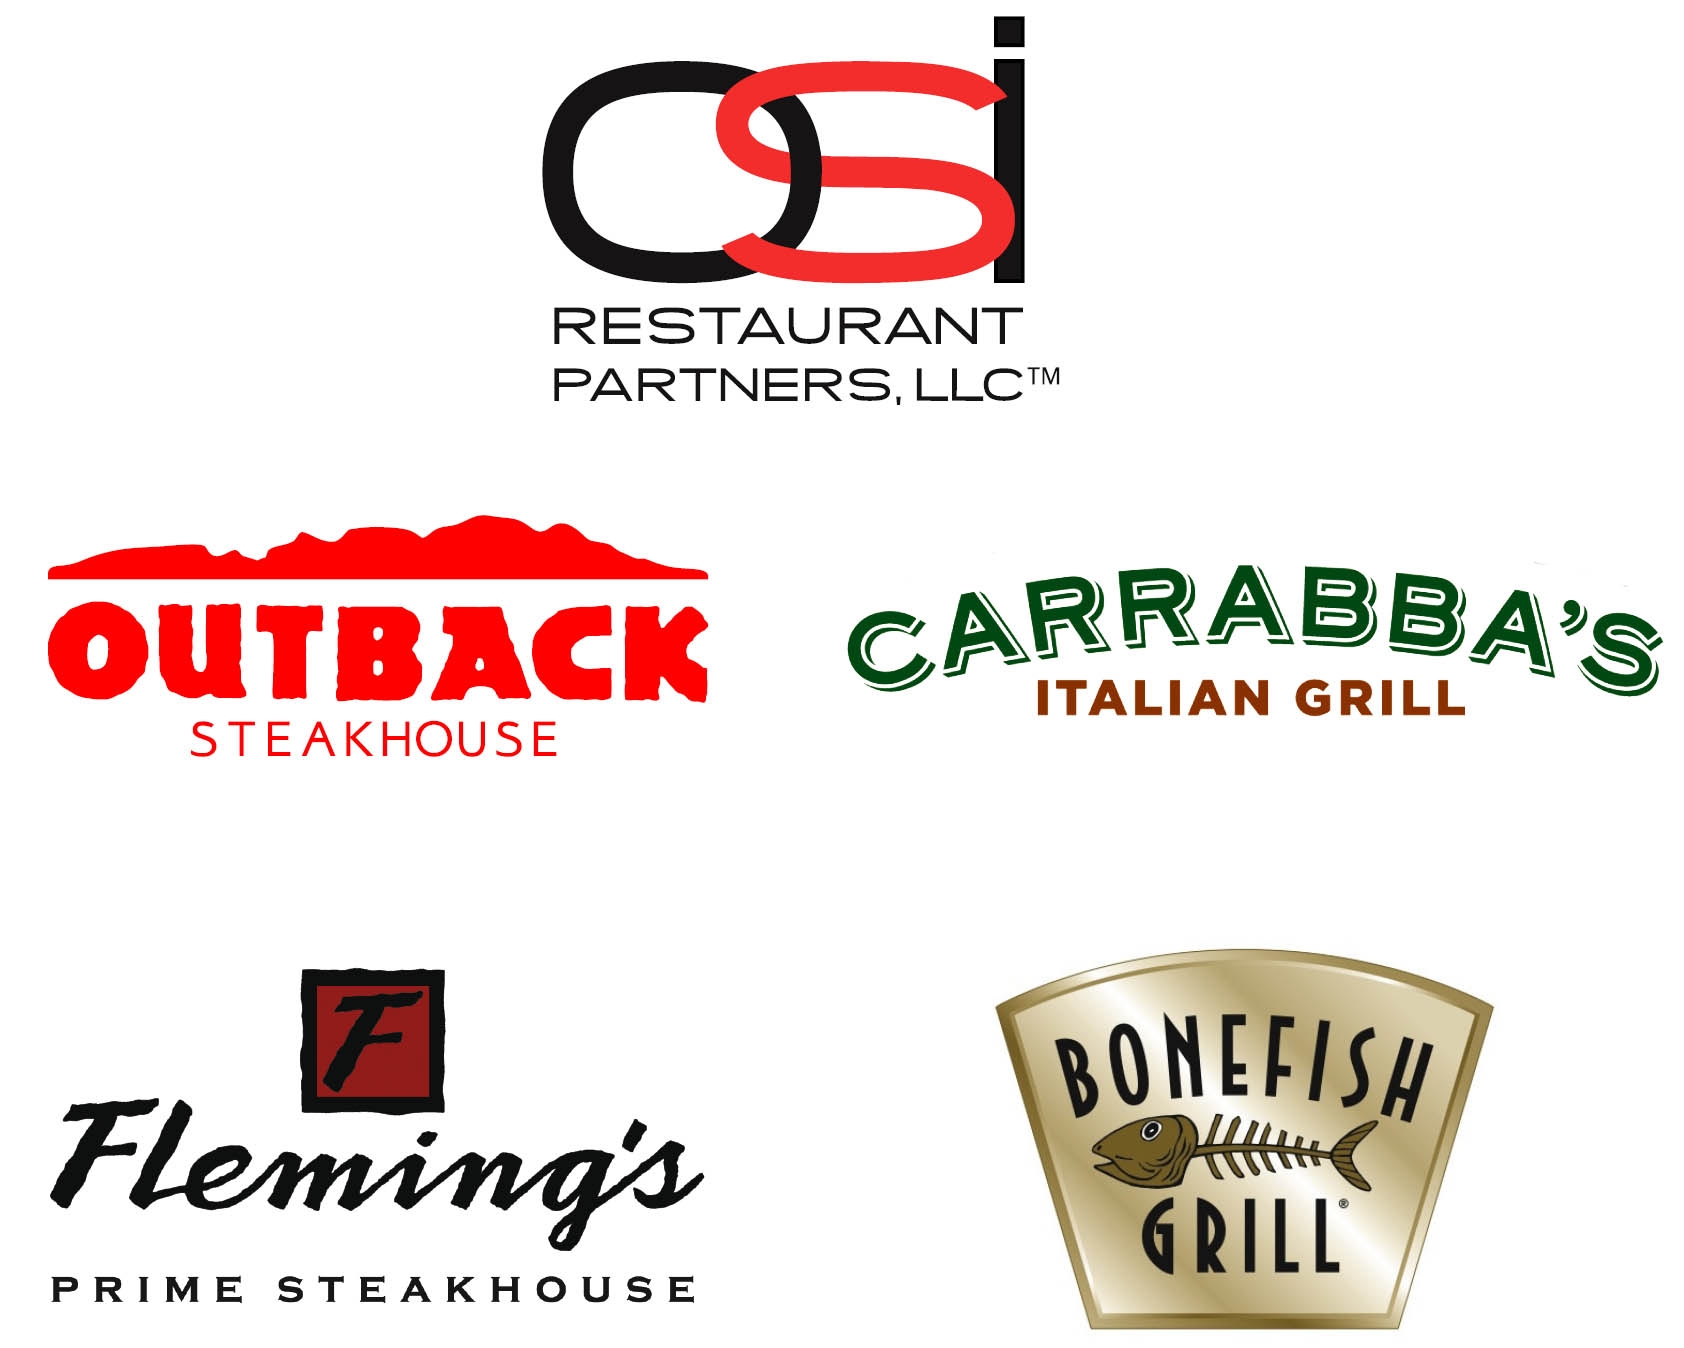 OSi
RESTAURANT
PARTNERS, LLC™
OUTBACK
STEAKHOUSE
CARRABBA'S
ITALIAN GRILL
F
Fleming's
PRIME STEAKHOUSE
BONEFISH
GRILL®